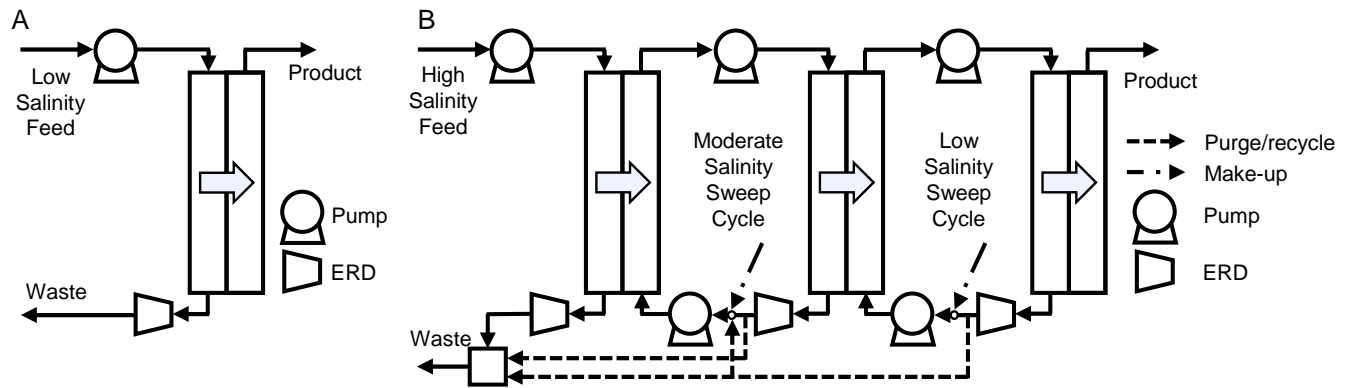 A
Low
Salinity
Feed
Product
Pump
ERD
Waste
B
High
Salinity
Feed
Moderate
Salinity
Sweep
Cycle
Low
Salinity
Sweep
Cycle
Product
Purge/recycle
Make-up
Pump
ERD
Waste